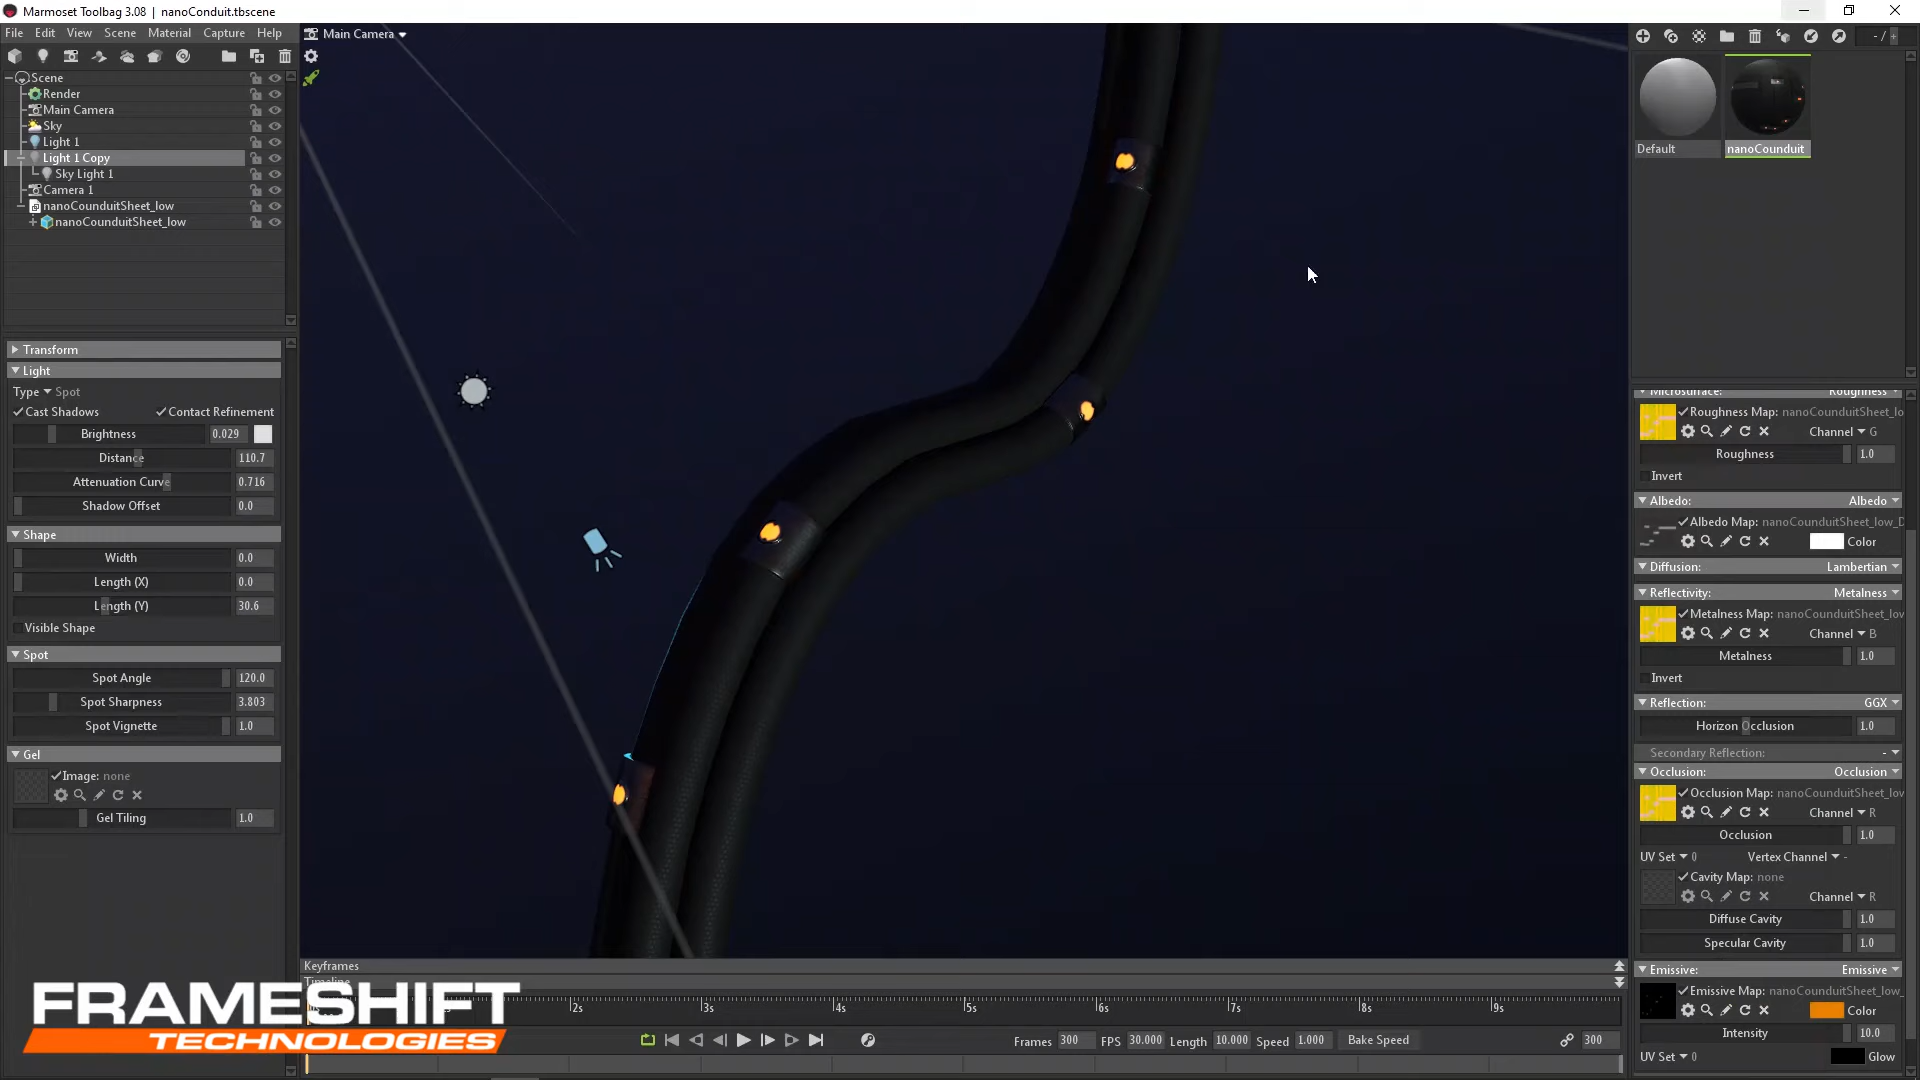 Marmoset Toolbag 3.08 | nanoConduit.tbscene
File Edit View Scene Material Capture Help
Main Camera
Scene
Render
Main Camera
Sky
Light 1
Light 1 Copy
Sky Light 1
Camera 1
nanoCounduitSheet_low
nanoCounduitSheet_low
Transform
Light
Type Spot
Cast Shadows Contact Refinement
Brightness 0.029
Distance 110.7
Attenuation Curve 0.716
Shadow Offset 0.0
Shape
Width 0.0
Length (X) 0.0
Length (Y) 30.6
Visible Shape
Spot
Spot Angle 120.0
Spot Sharpness 3.803
Spot Vignette 1.0
Gel
Image: none
Gel Tiling 1.0
Default nanoCounduit
Microsurface: Roughness
Roughness Map: nanoCounduitSheet_lo
Channel G
Roughness 1.0
Invert
Albedo: Albedo
Albedo Map: nanoCounduitSheet_low_D
Color
Diffusion: Lambertian
Reflectivity: Metalness
Metalness Map: nanoCounduitSheet_low
Channel B
Metalness 1.0
Invert
Reflection: GGX
Horizon Occlusion 1.0
Secondary Reflection: -
Occlusion: Occlusion
Occlusion Map: nanoCounduitSheet_low
Channel R
Occlusion 1.0
UV Set 0 Vertex Channel -
Cavity Map: none
Channel R
Diffuse Cavity 1.0
Specular Cavity 1.0
Emissive: Emissive
Emissive Map: nanoCounduitSheet_low_
Color
Intensity 10.0
UV Set 0 Glow
Keyframes
Timeline
2s 3s 4s 5s 6s 7s 8s 9s
Frames 300 FPS 30.000 Length 10.000 Speed 1.000 Bake Speed 300
FRAMESHIFT
TECHNOLOGIES